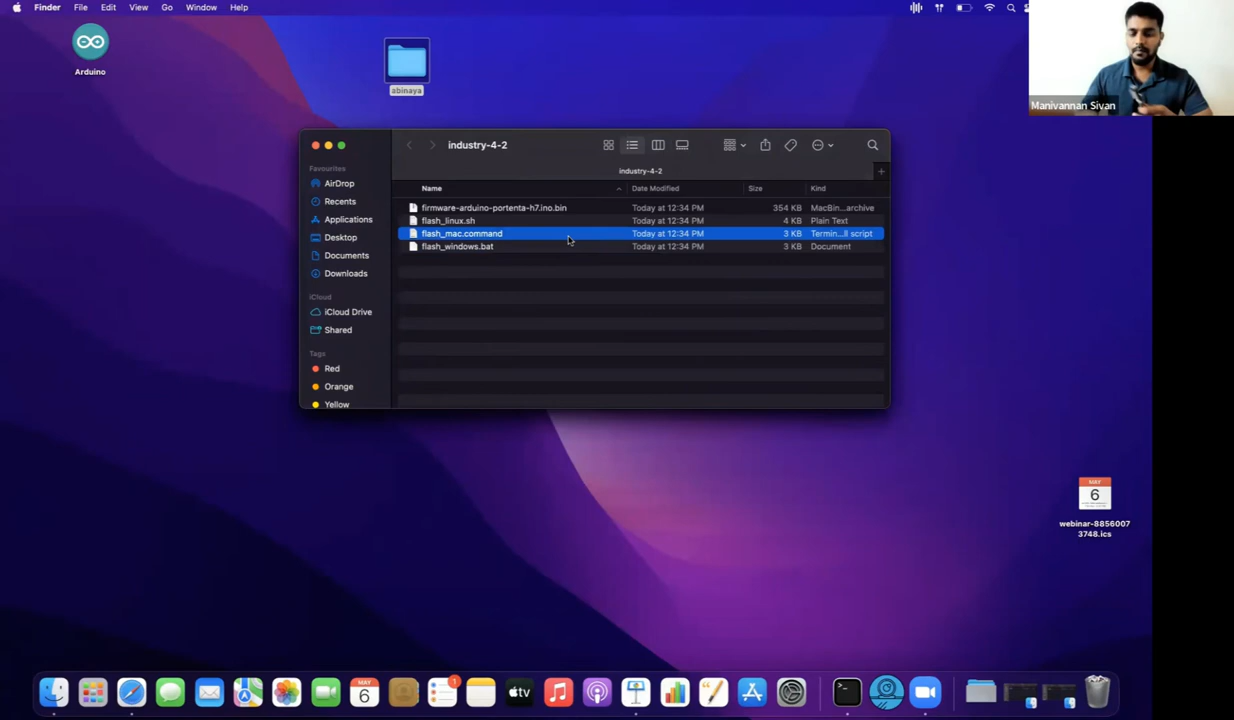 Finder File Edit View Go Window Help
Arduino
abinaya
Manivannan Sivan
industry-4-2
industry-4-2
Favourites
AirDrop
Recents
Applications
Desktop
Documents
Downloads
iCloud
iCloud Drive
Shared
Tags
Red
Orange
Yellow
Name Date Modified Size Kind
firmware-arduino-portenta-h7.ino.bin Today at 12:34 PM 354 KB MacBin...archive
flash_linux.sh Today at 12:34 PM 4 KB Plain Text
flash_mac.command Today at 12:34 PM 3 KB Termin...ll script
flash_windows.bat Today at 12:34 PM 3 KB Document
MAY
6
webinar-8856007
3748.ics
MAY
6
1
tv